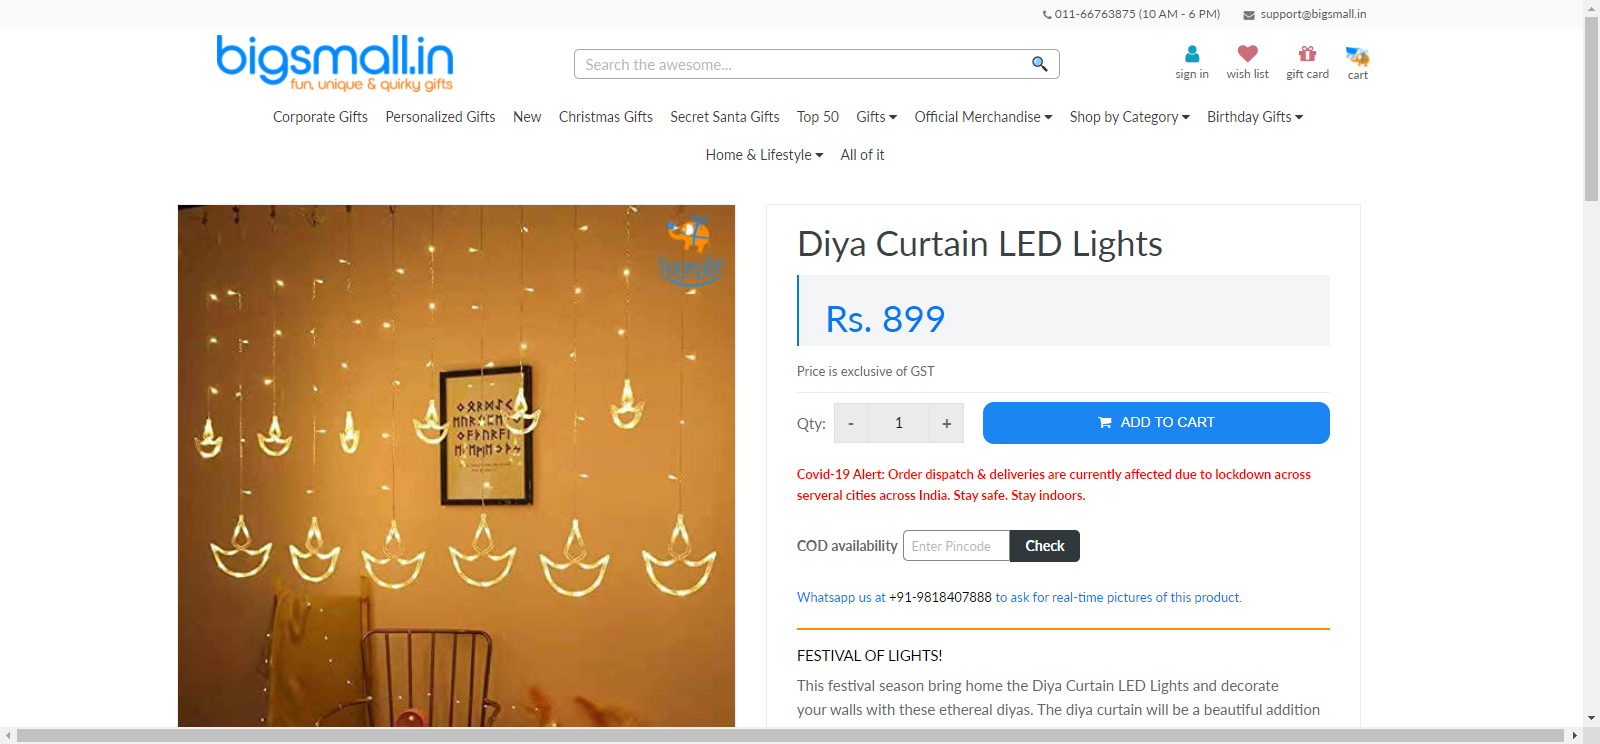 011-66763875 (10 AM - 6 PM) support@bigsmall.in
bigsmall.in
fun, unique & quirky gifts
Search the awesome...
sign in wish list gift card cart
Corporate Gifts Personalized Gifts New Christmas Gifts Secret Santa Gifts Top 50 Gifts Official Merchandise Shop by Category Birthday Gifts
Home & Lifestyle All of it
bigsmall.in
Diya Curtain LED Lights
Rs. 899
Price is exclusive of GST
Qty: - 1 + ADD TO CART
Covid-19 Alert: Order dispatch & deliveries are currently affected due to lockdown across
serveral cities across India. Stay safe. Stay indoors.
COD availability Enter Pincode Check
Whatsapp us at +91-9818407888 to ask for real-time pictures of this product.
FESTIVAL OF LIGHTS!
This festival season bring home the Diya Curtain LED Lights and decorate
your walls with these ethereal diyas. The diya curtain will be a beautiful addition